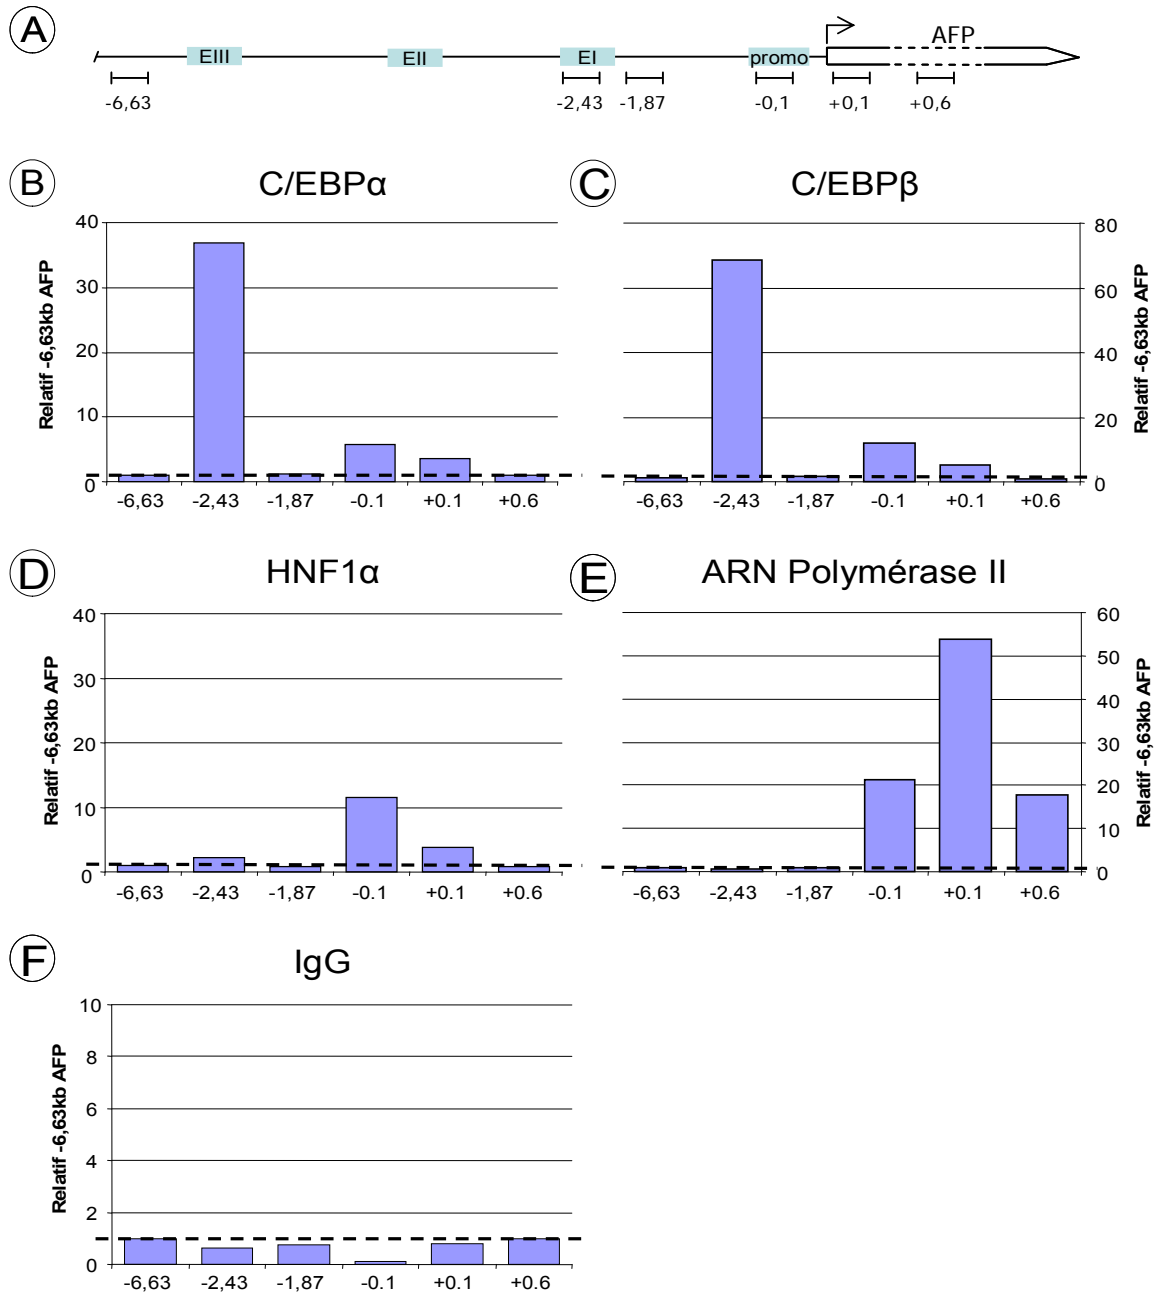 A
EIII EII EI promo AFP
-6,63 -2,43 -1,87 -0,1 +0,1 +0,6
B C/EBPα
Relatif -6,63kb AFP
40
30
20
10
0
-6,63 -2,43 -1,87 -0.1 +0.1 +0.6
C C/EBPβ
80
60
40
20
0
Relatif -6,63kb AFP
-6,63 -2,43 -1,87 -0.1 +0.1 +0.6
D HNF1α
Relatif -6,63kb AFP
40
30
20
10
0
-6,63 -2,43 -1,87 -0.1 +0.1 +0.6
E ARN Polymérase II
60
50
40
30
20
10
0
Relatif -6,63kb AFP
-6,63 -2,43 -1,87 -0.1 +0.1 +0.6
F IgG
Relatif -6,63kb AFP
10
8
6
4
2
0
-6,63 -2,43 -1,87 -0.1 +0.1 +0.6